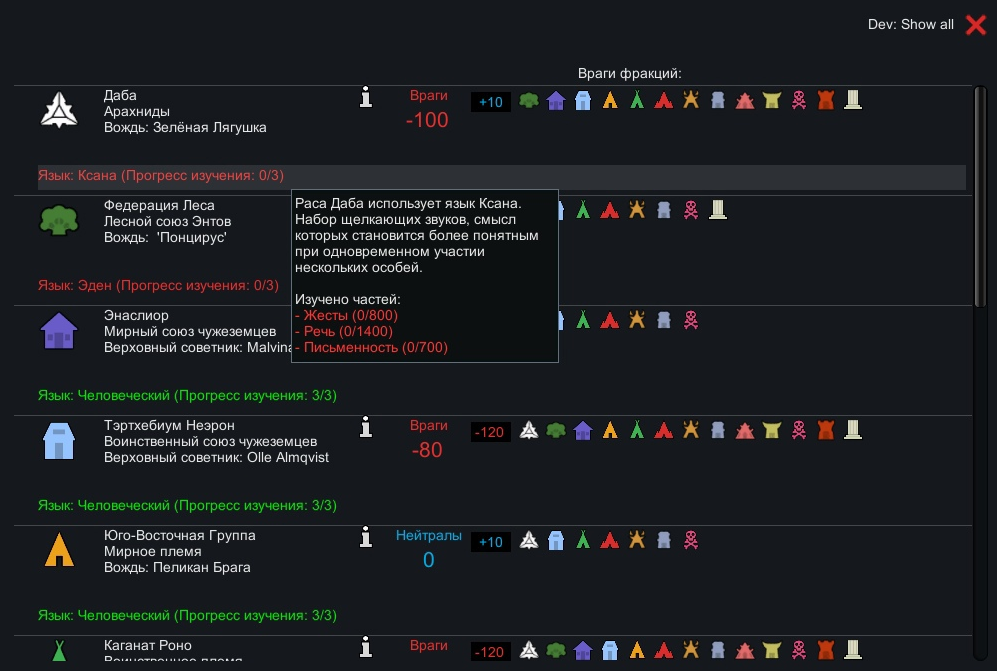 Dev: Show all
Враги фракций:
Даба
Арахниды
Вождь: Зелёная Лягушка
Враги
-100
+10
Язык: Ксана (Прогресс изучения: 0/3)
Федерация Леса
Лесной союз Энтов
Вождь: 'Понцирус'
Раса Даба использует язык Ксана.
Набор щелкающих звуков, смысл
которых становится более понятным
при одновременном участии
нескольких особей.
Изучено частей:
- Жесты (0/800)
- Речь (0/1400)
- Письменность (0/700)
Язык: Эден (Прогресс изучения: 0/3)
Энаслиор
Мирный союз чужеземцев
Верховный советник: Malvina
Язык: Человеческий (Прогресс изучения: 3/3)
Тэртхебиум Неэрон
Воинственный союз чужеземцев
Верховный советник: Olle Almqvist
Враги
-80
-120
Язык: Человеческий (Прогресс изучения: 3/3)
Юго-Восточная Группа
Мирное племя
Вождь: Пеликан Брага
Нейтралы
0
+10
Язык: Человеческий (Прогресс изучения: 3/3)
Каганат Роно
Воинственное племя
Враги
-120